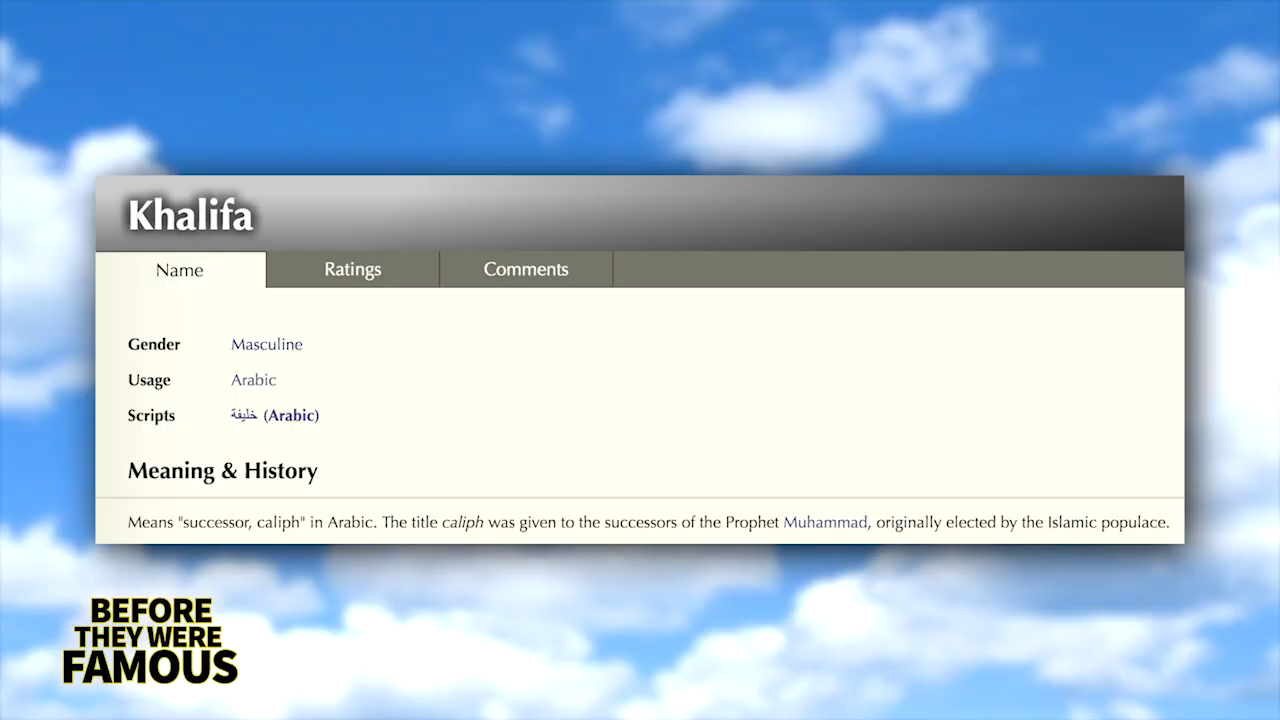 Khalifa
Name Ratings Comments
Gender Masculine
Usage Arabic
Scripts خليفة (Arabic)
Meaning & History
Means "successor, caliph" in Arabic. The title caliph was given to the successors of the Prophet Muhammad, originally elected by the Islamic populace.
BEFORE
THEY WERE
FAMOUS